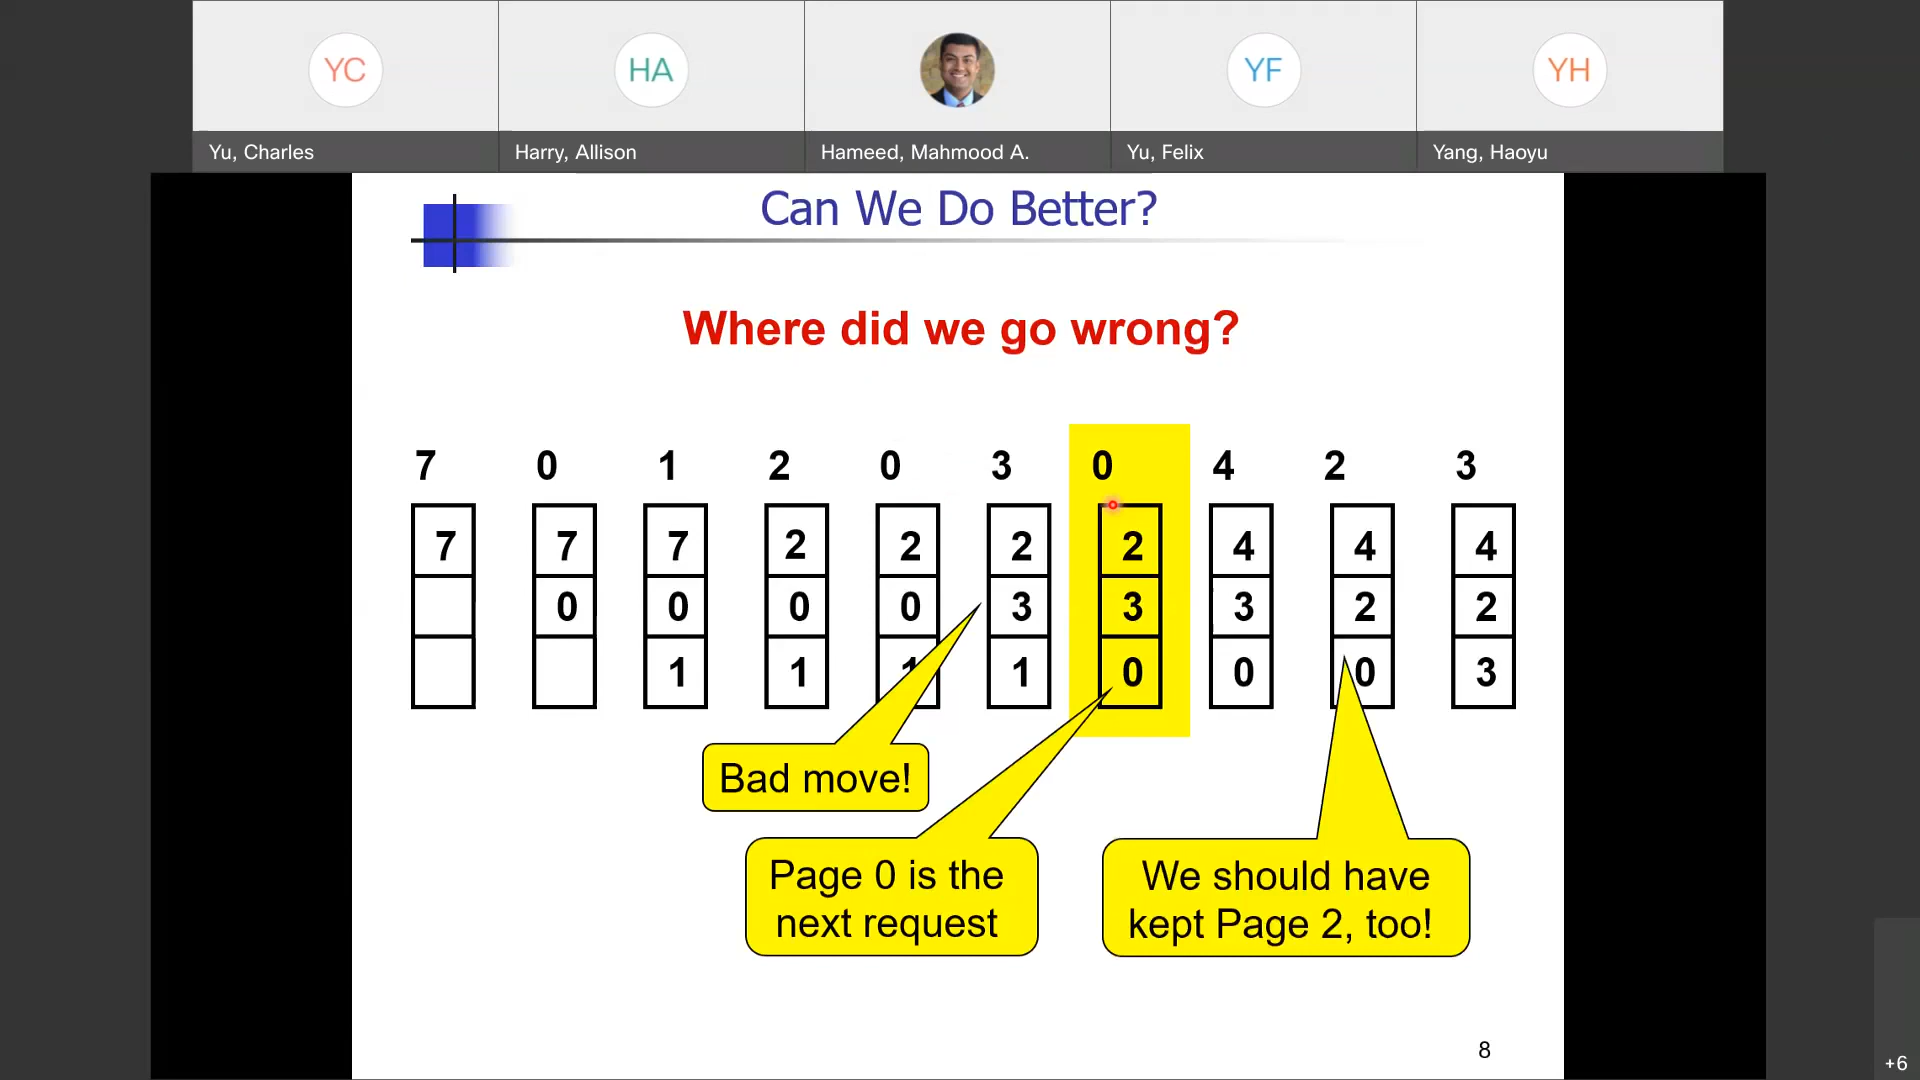 YC HA YF YH
Yu, Charles Harry, Allison Hameed, Mahmood A. Yu, Felix Yang, Haoyu
Can We Do Better?
Where did we go wrong?
7 0 1 2 0 3 0 4 2 3
7 7 7 2 2 2 2 4 4 4
0 0 0 0 3 3 3 2 2
1 1 1 1 0 0 0 3
Bad move!
Page 0 is the
next request
We should have
kept Page 2, too!
8
+6